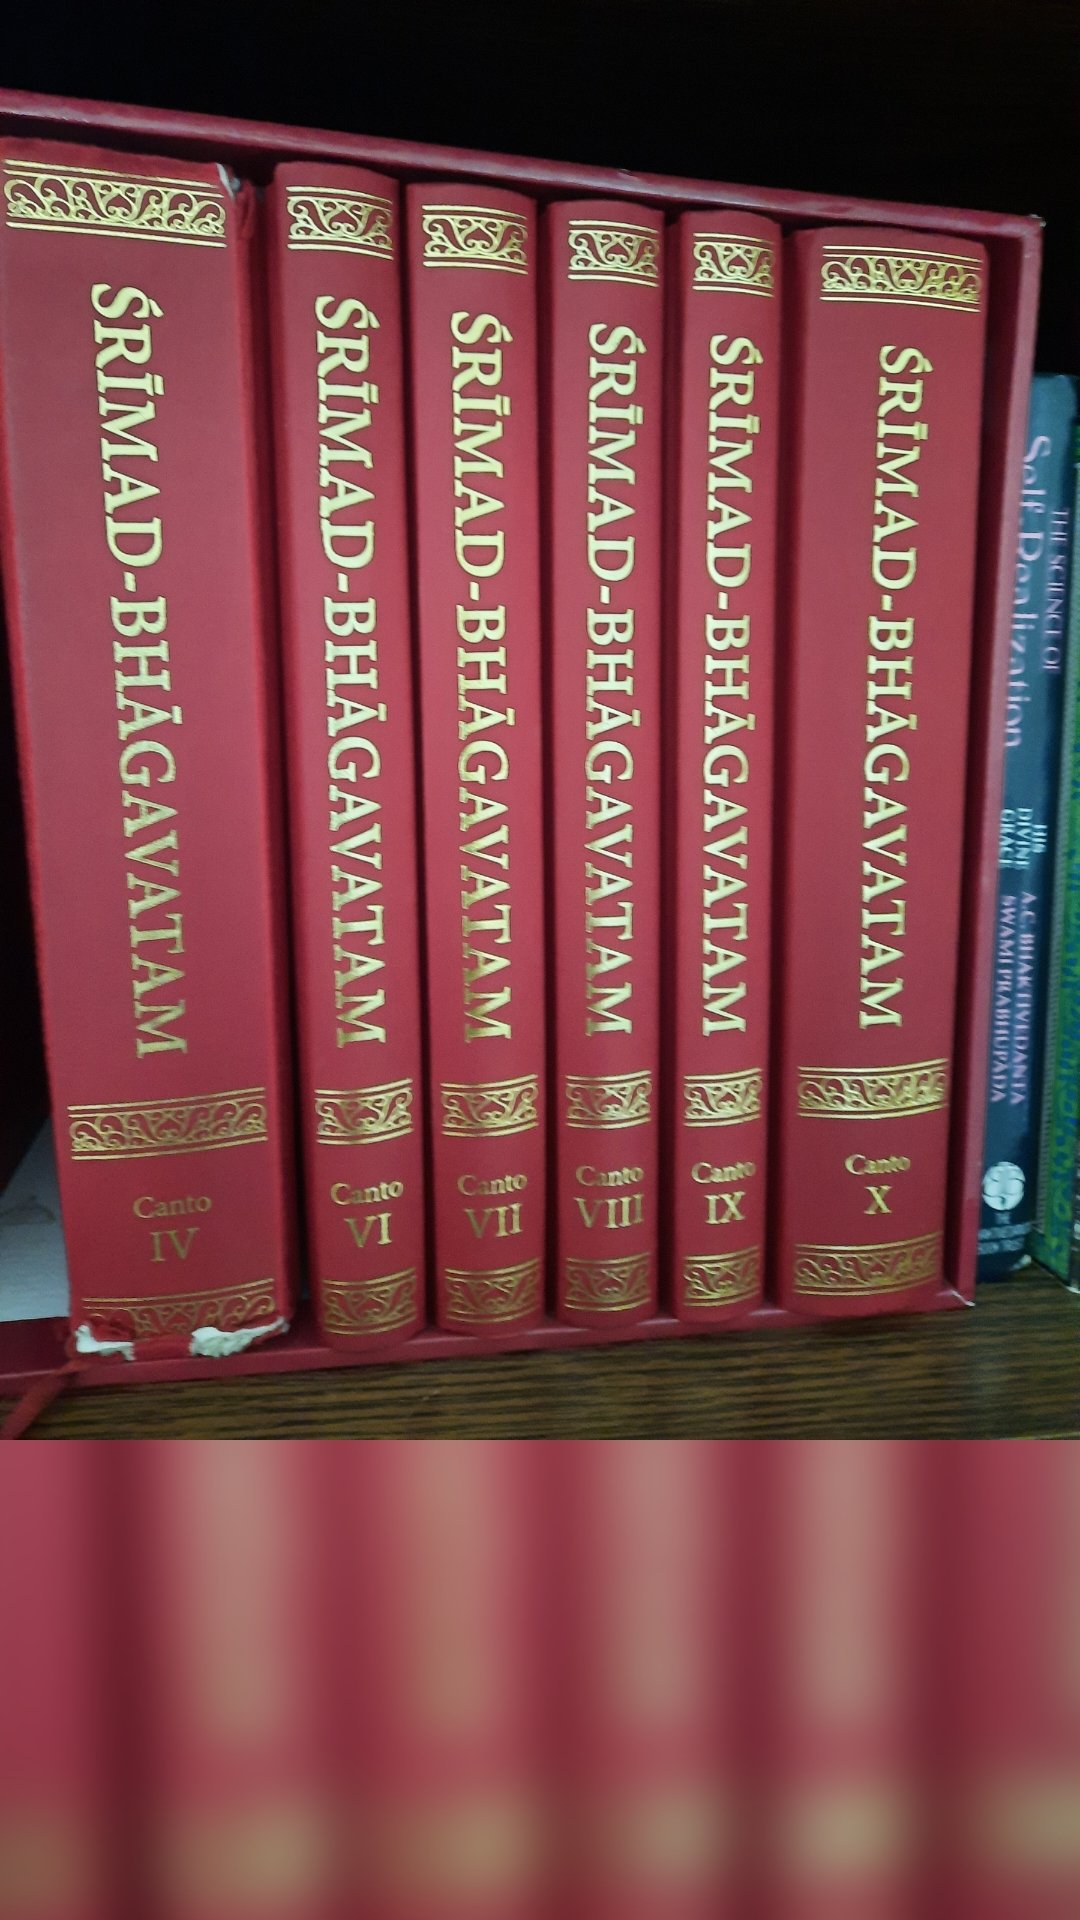 ŚRĪMAD-BHĀGAVATAM
Canto
IV
ŚRĪMAD-BHĀGAVATAM
Canto
VI
ŚRĪMAD-BHĀGAVATAM
Canto
VII
ŚRĪMAD-BHĀGAVATAM
Canto
VIII
ŚRĪMAD-BHĀGAVATAM
Canto
IX
ŚRĪMAD-BHĀGAVATAM
Canto
X
THE SCIENCE OF
Self-Realization
HIS
DIVINE
GRACE
A.C. BHAKTIVEDANTA
SWAMI PRABHUPADA